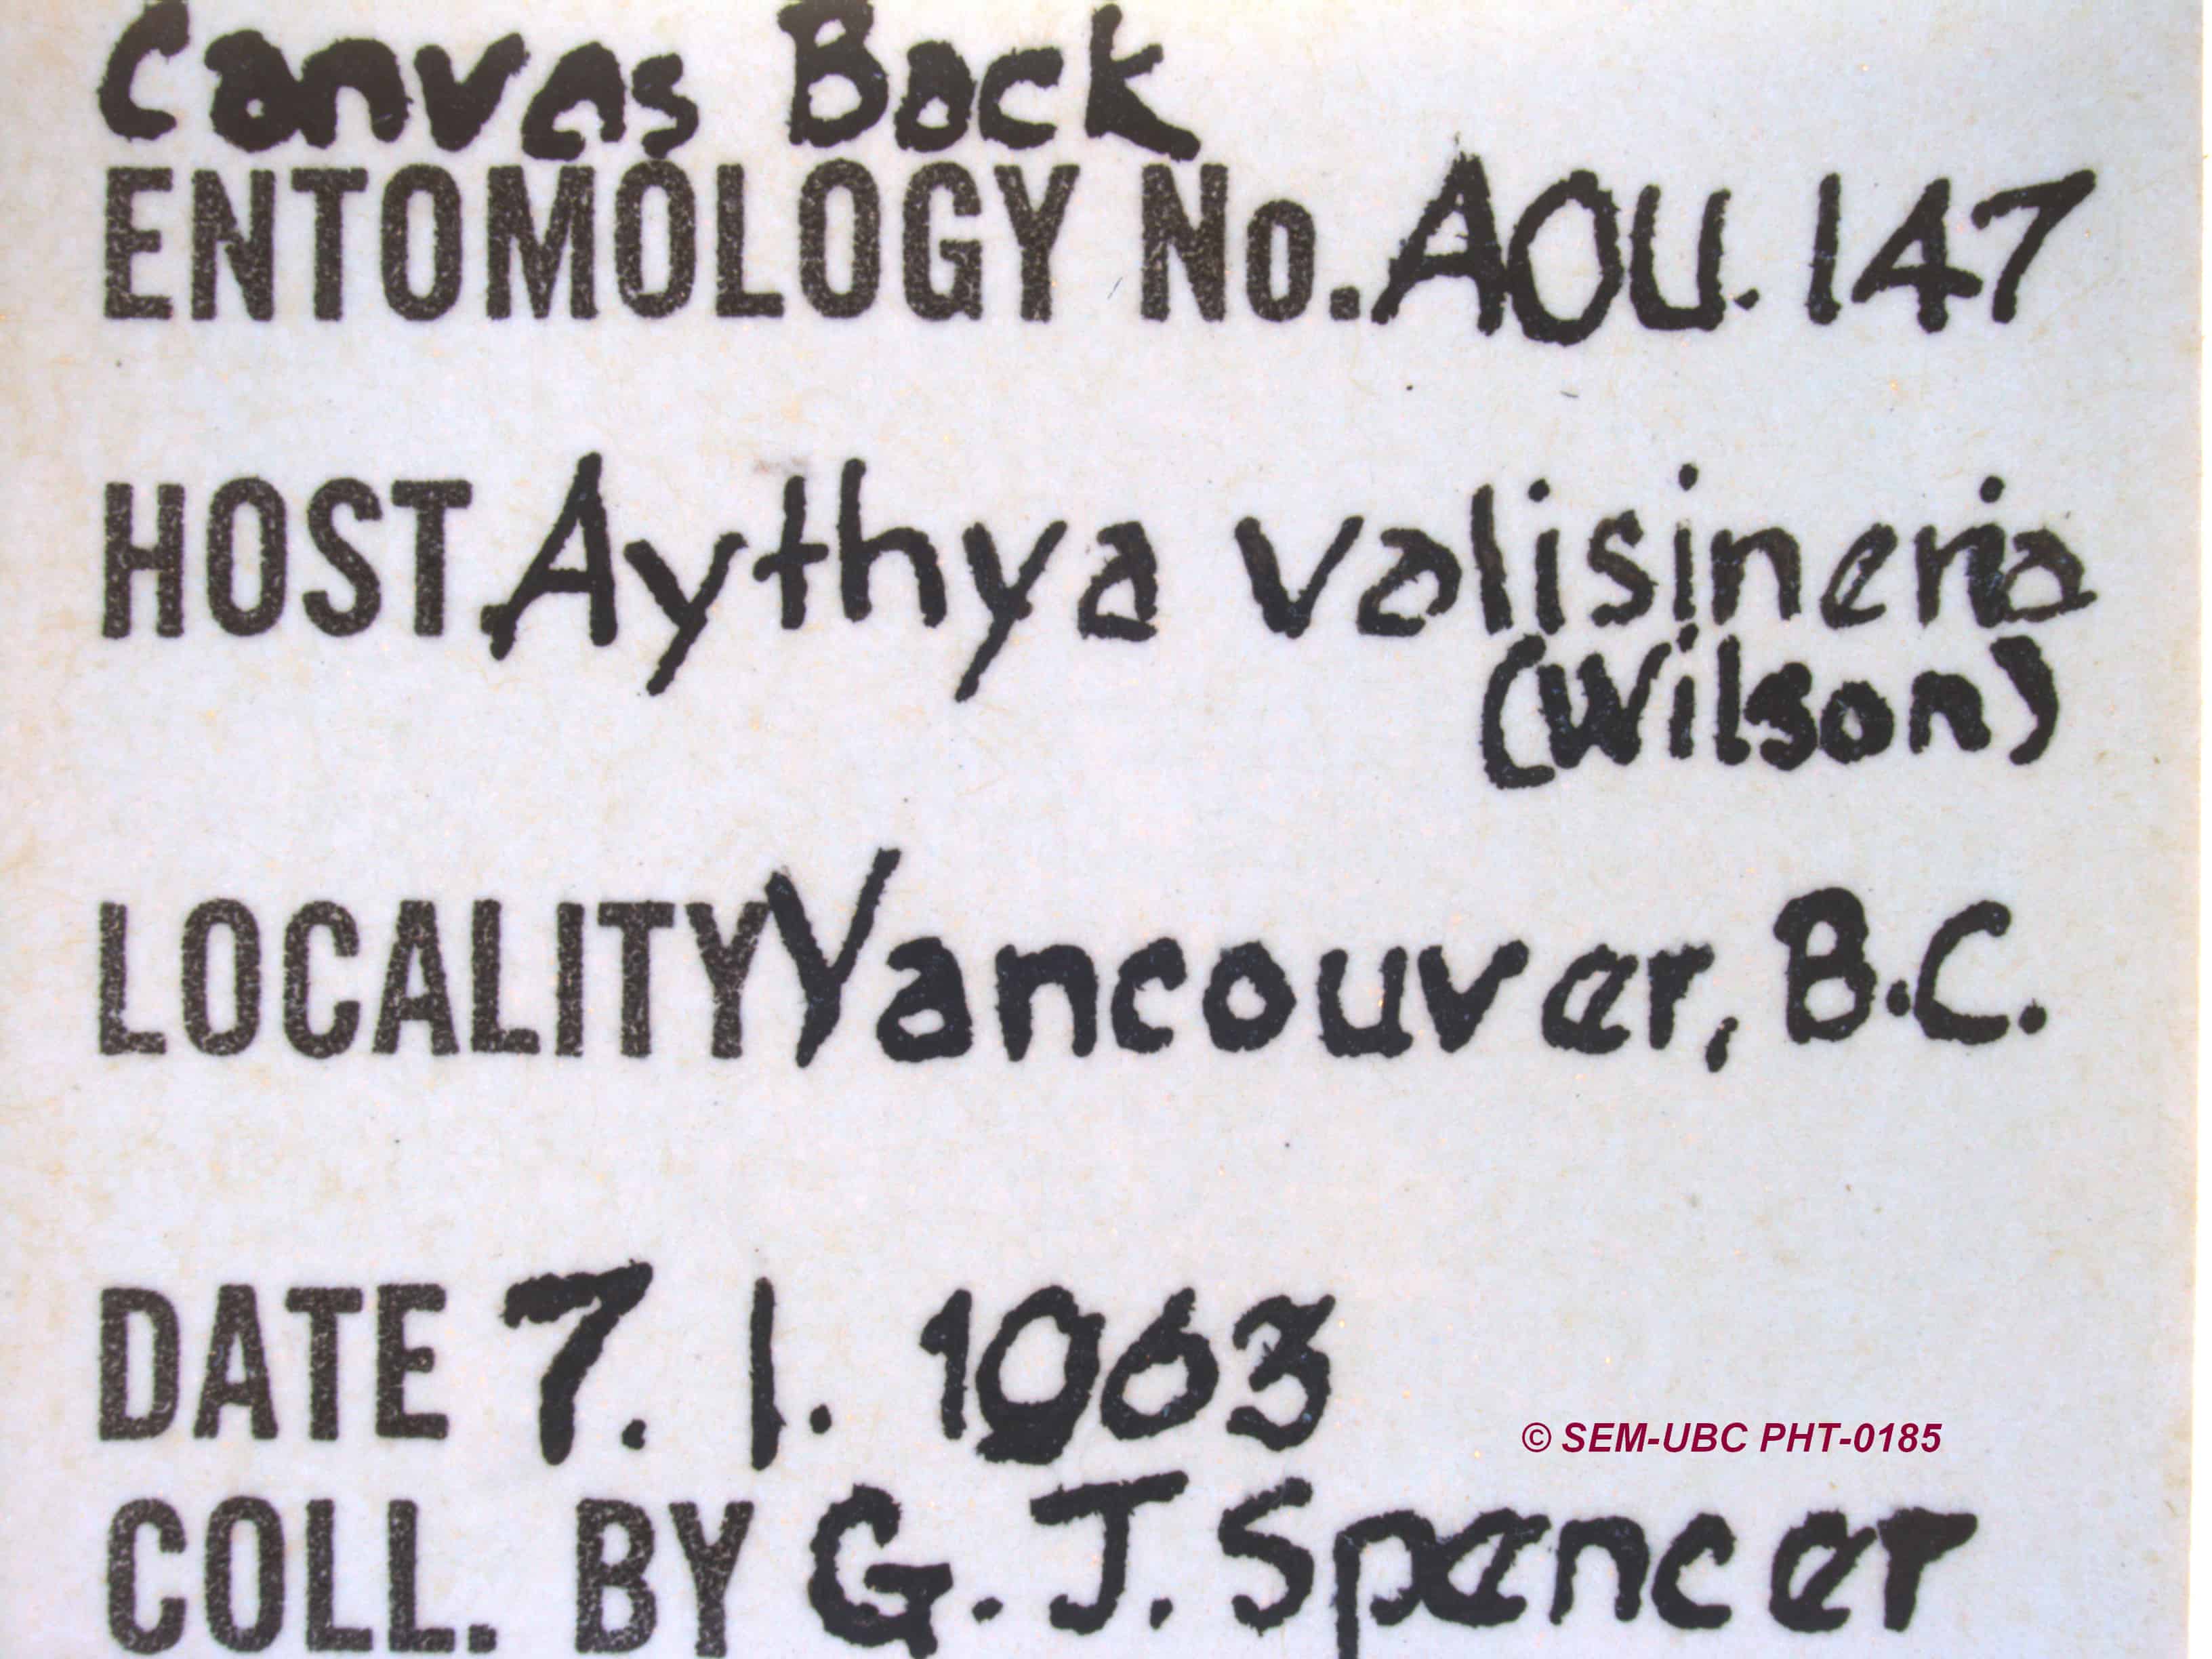 Canvas Back
ENTOMOLOGY No. AOU. 147
HOST Aythya valisineria
(Wilson)
LOCALITY Vancouver, B.C.
DATE 7. 1. 1963
© SEM-UBC PHT-0185
COLL. BY G. J. Spencer